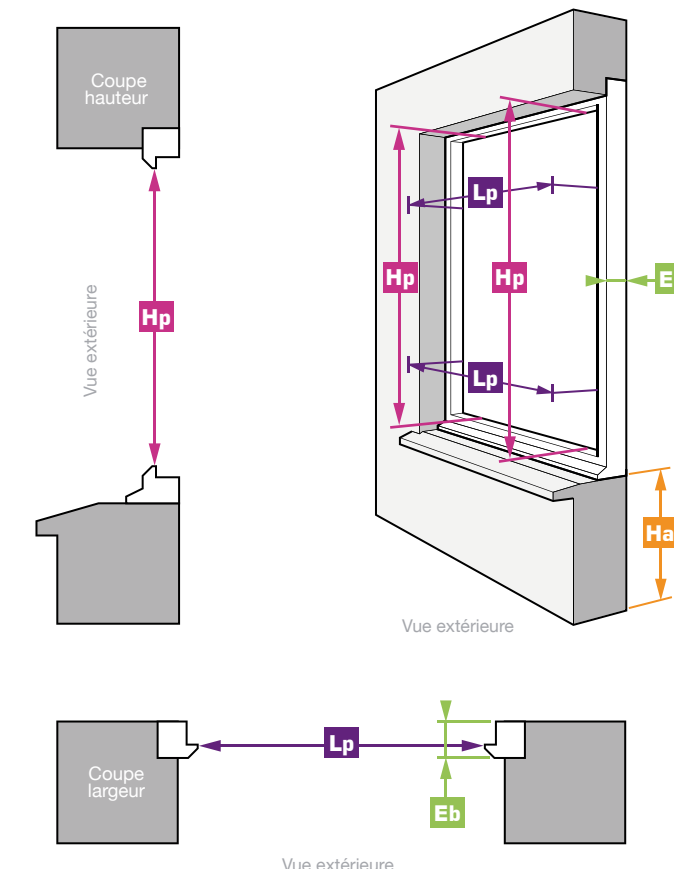 Coupe
hauteur
Vue extérieure
Hp
Lp
Hp
Hp
E
Lp
Ha
Vue extérieure
Coupe
largeur
Lp
Eb
Vue extérieure